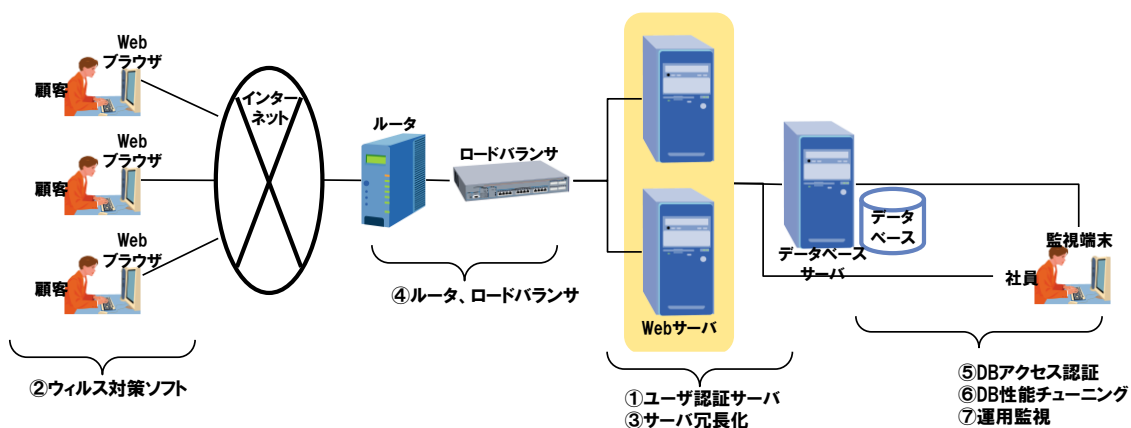 Web
ブラウザ
顧客
Web
ブラウザ
顧客
Web
ブラウザ
顧客
インター
ネット
ルータ
ロードバランサ
Webサーバ
データベース
サーバ
データ
ベース
監視端末
社員
②ウィルス対策ソフト
④ルータ、ロードバランサ
①ユーザ認証サーバ
③サーバ冗長化
⑤DBアクセス認証
⑥DB性能チューニング
⑦運用監視